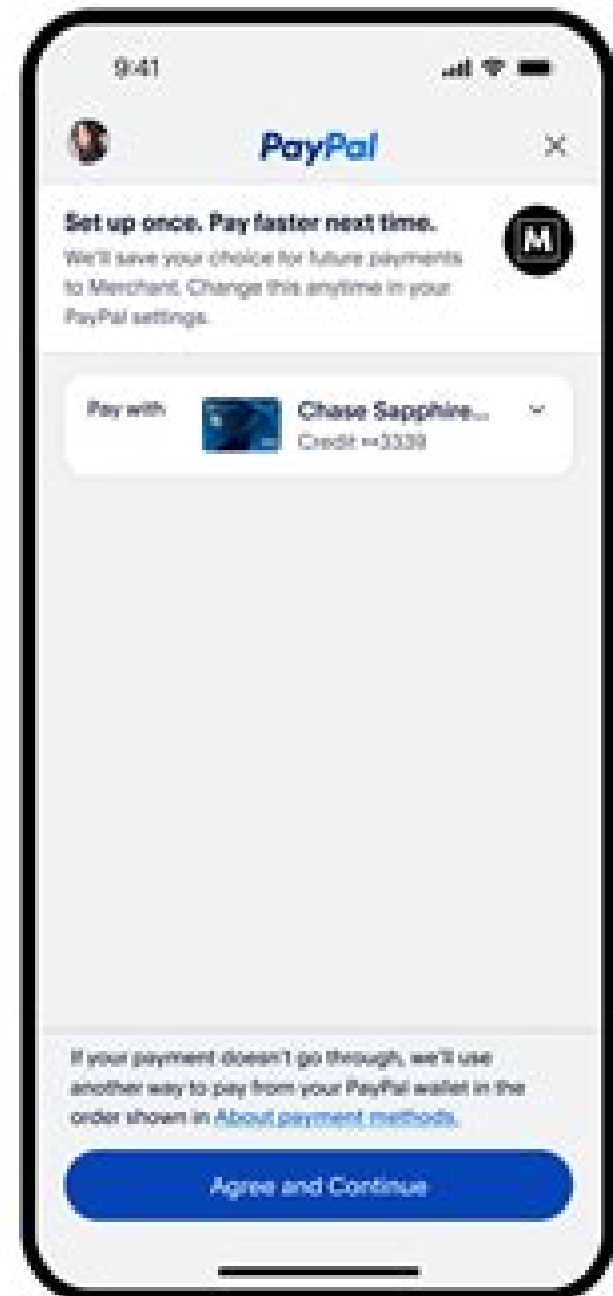 9:41
PayPal
Set up once. Pay faster next time.
We'll save your choice for future payments
to Merchant. Change this anytime in your
PayPal settings.
M
Pay with
Chase Sapphire...
Credit ••3339
If your payment doesn't go through, we'll use
another way to pay from your PayPal wallet in the
order shown in About payment methods.
Agree and Continue